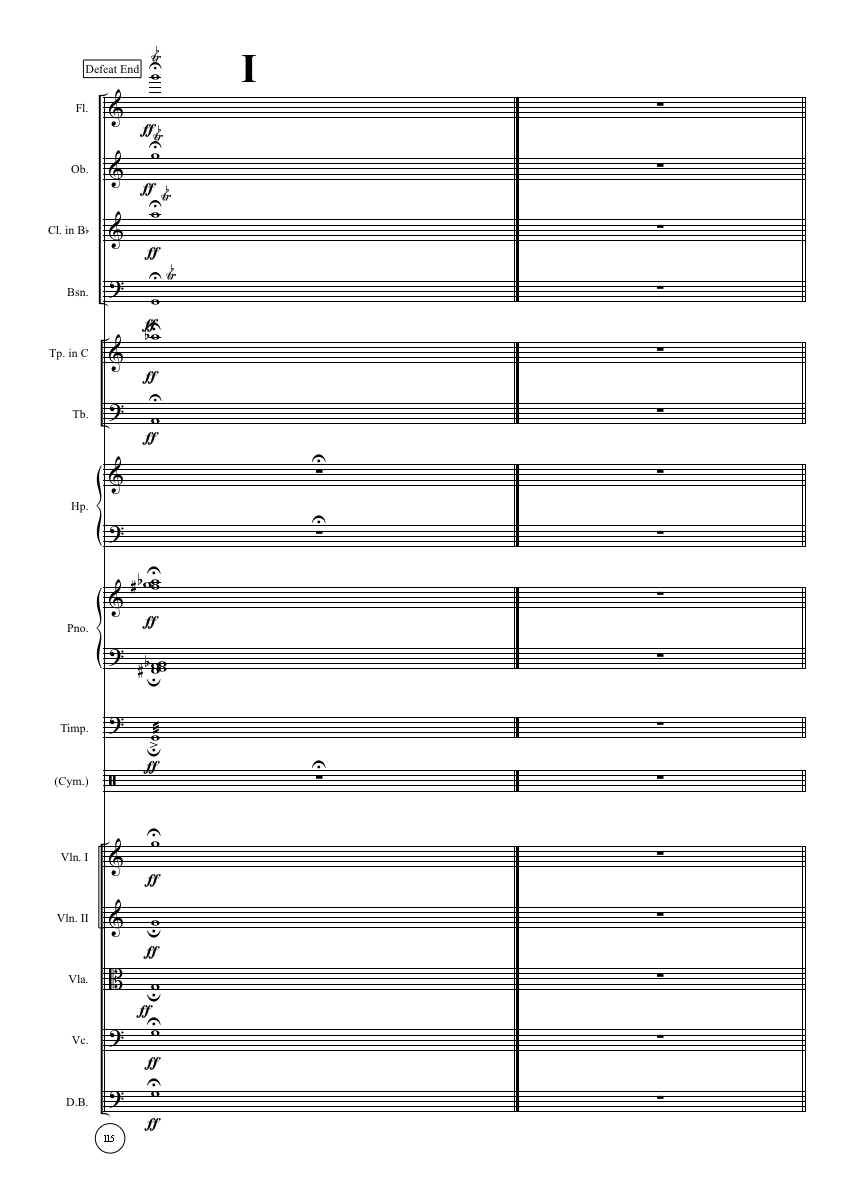 Defeat End
I
Fl.
ff
Ob.
ff
Cl. in B♭
ff
Bsn.
ff
Tp. in C
ff
Tb.
ff
Hp.
Pno.
ff
Timp.
ff
(Cym.)
Vln. I
ff
Vln. II
ff
Vla.
ff
Vc.
ff
D.B.
ff
115